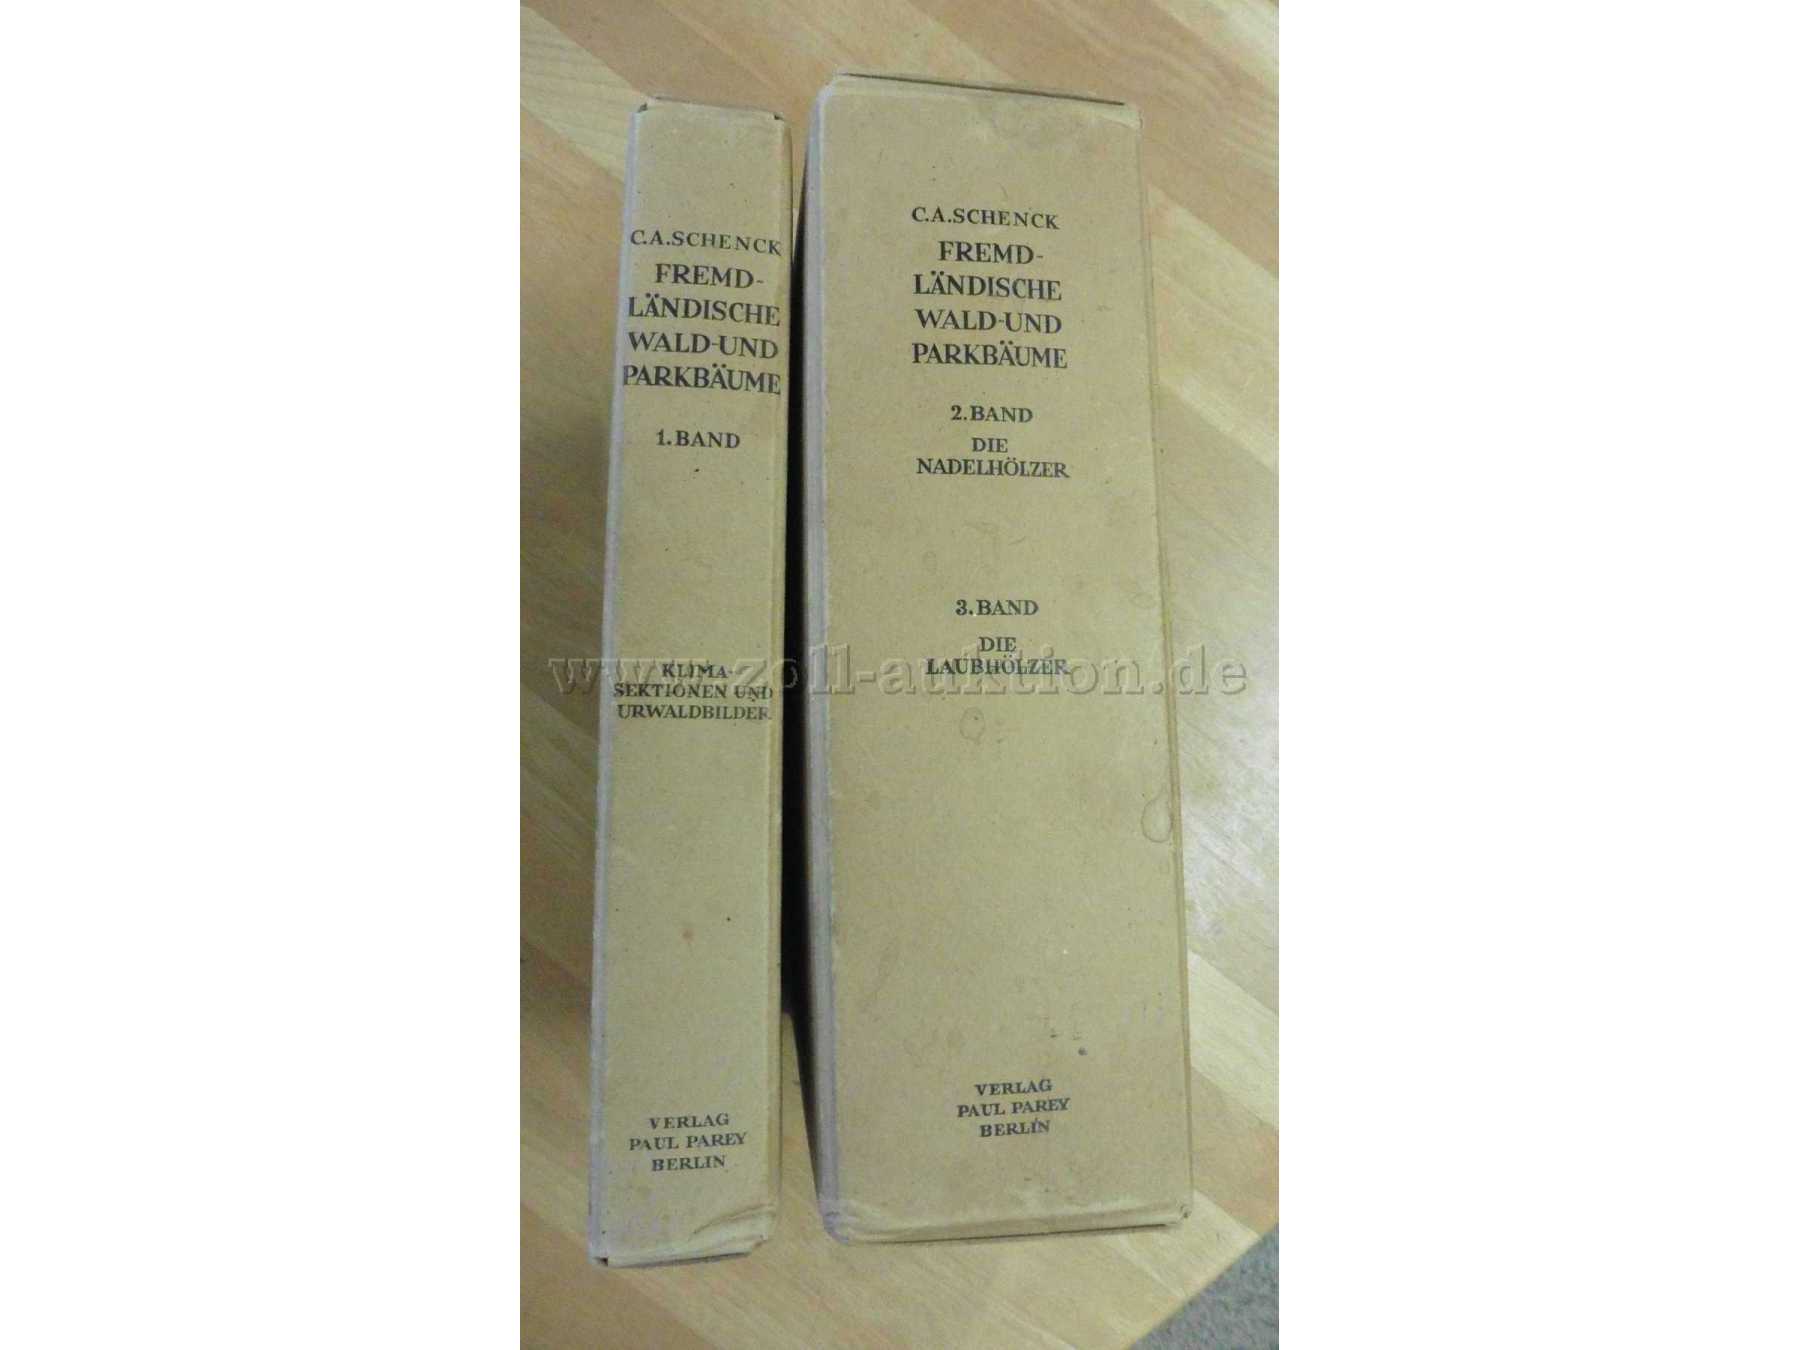 C.A.SCHENCK
FREMD-
LÄNDISCHE
WALD-UND
PARKBÄUME
1.BAND
KLIMA-
SEKTIONEN UND
URWALDBILDER
VERLAG
PAUL PAREY
BERLIN
C.A.SCHENCK
FREMD-
LÄNDISCHE
WALD-UND
PARKBÄUME
2.BAND
DIE
NADELHÖLZER
3.BAND
DIE
LAUBHÖLZER
VERLAG
PAUL PAREY
BERLIN
www.zoll-auktion.de